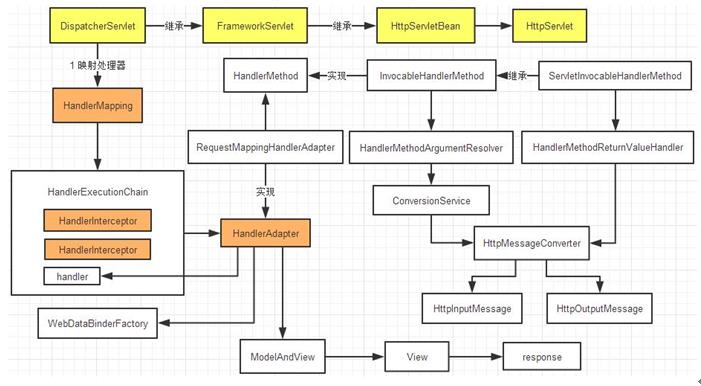 DispatcherServlet
继承
FrameworkServlet
继承
HttpServletBean
HttpServlet
1 映射处理器
HandlerMethod
实现
InvocableHandlerMethod
继承
ServletInvocableHandlerMethod
HandlerMapping
RequestMappingHandlerAdapter
HandlerMethodArgumentResolver
HandlerMethodReturnValueHandler
HandlerExecutionChain
实现
ConversionService
HandlerInterceptor
HandlerAdapter
HttpMessageConverter
HandlerInterceptor
handler
HttpInputMessage
HttpOutputMessage
WebDataBinderFactory
ModelAndView
View
response